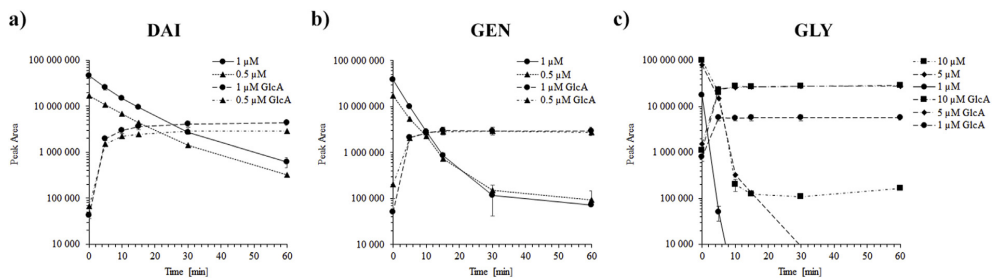 a)
DAI
100 000 000
10 000 000
1 000 000
100 000
10 000
Peak Area
0
10
20
30
40
50
60
Time [min]
1 µM
0.5 µM
1 µM GlcA
0.5 µM GlcA
b)
GEN
100 000 000
10 000 000
1 000 000
100 000
10 000
Peak Area
0
10
20
30
40
50
60
Time [min]
1 µM
0.5 µM
1 µM GlcA
0.5 µM GlcA
c)
GLY
100 000 000
10 000 000
1 000 000
100 000
10 000
Peak Area
0
10
20
30
40
50
60
Time [min]
10 µM
5 µM
1 µM
10 µM GlcA
5 µM GlcA
1 µM GlcA